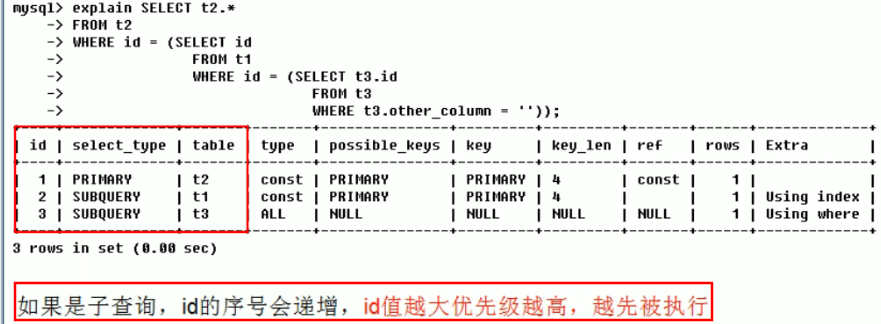 mysql> explain SELECT t2.*
-> FROM t2
-> WHERE id = (SELECT id
-> FROM t1
-> WHERE id = (SELECT t3.id
-> FROM t3
-> WHERE t3.other_column = ''));
| id | select_type | table | type | possible_keys | key | key_len | ref | rows | Extra |
| 1 | PRIMARY | t2 | const | PRIMARY | PRIMARY | 4 | const | 1 | |
| 2 | SUBQUERY | t1 | const | PRIMARY | PRIMARY | 4 | | 1 | Using index |
| 3 | SUBQUERY | t3 | ALL | NULL | NULL | NULL | NULL | 1 | Using where |
3 rows in set (0.00 sec)
如果是子查询，id的序号会递增，id值越大优先级越高，越先被执行